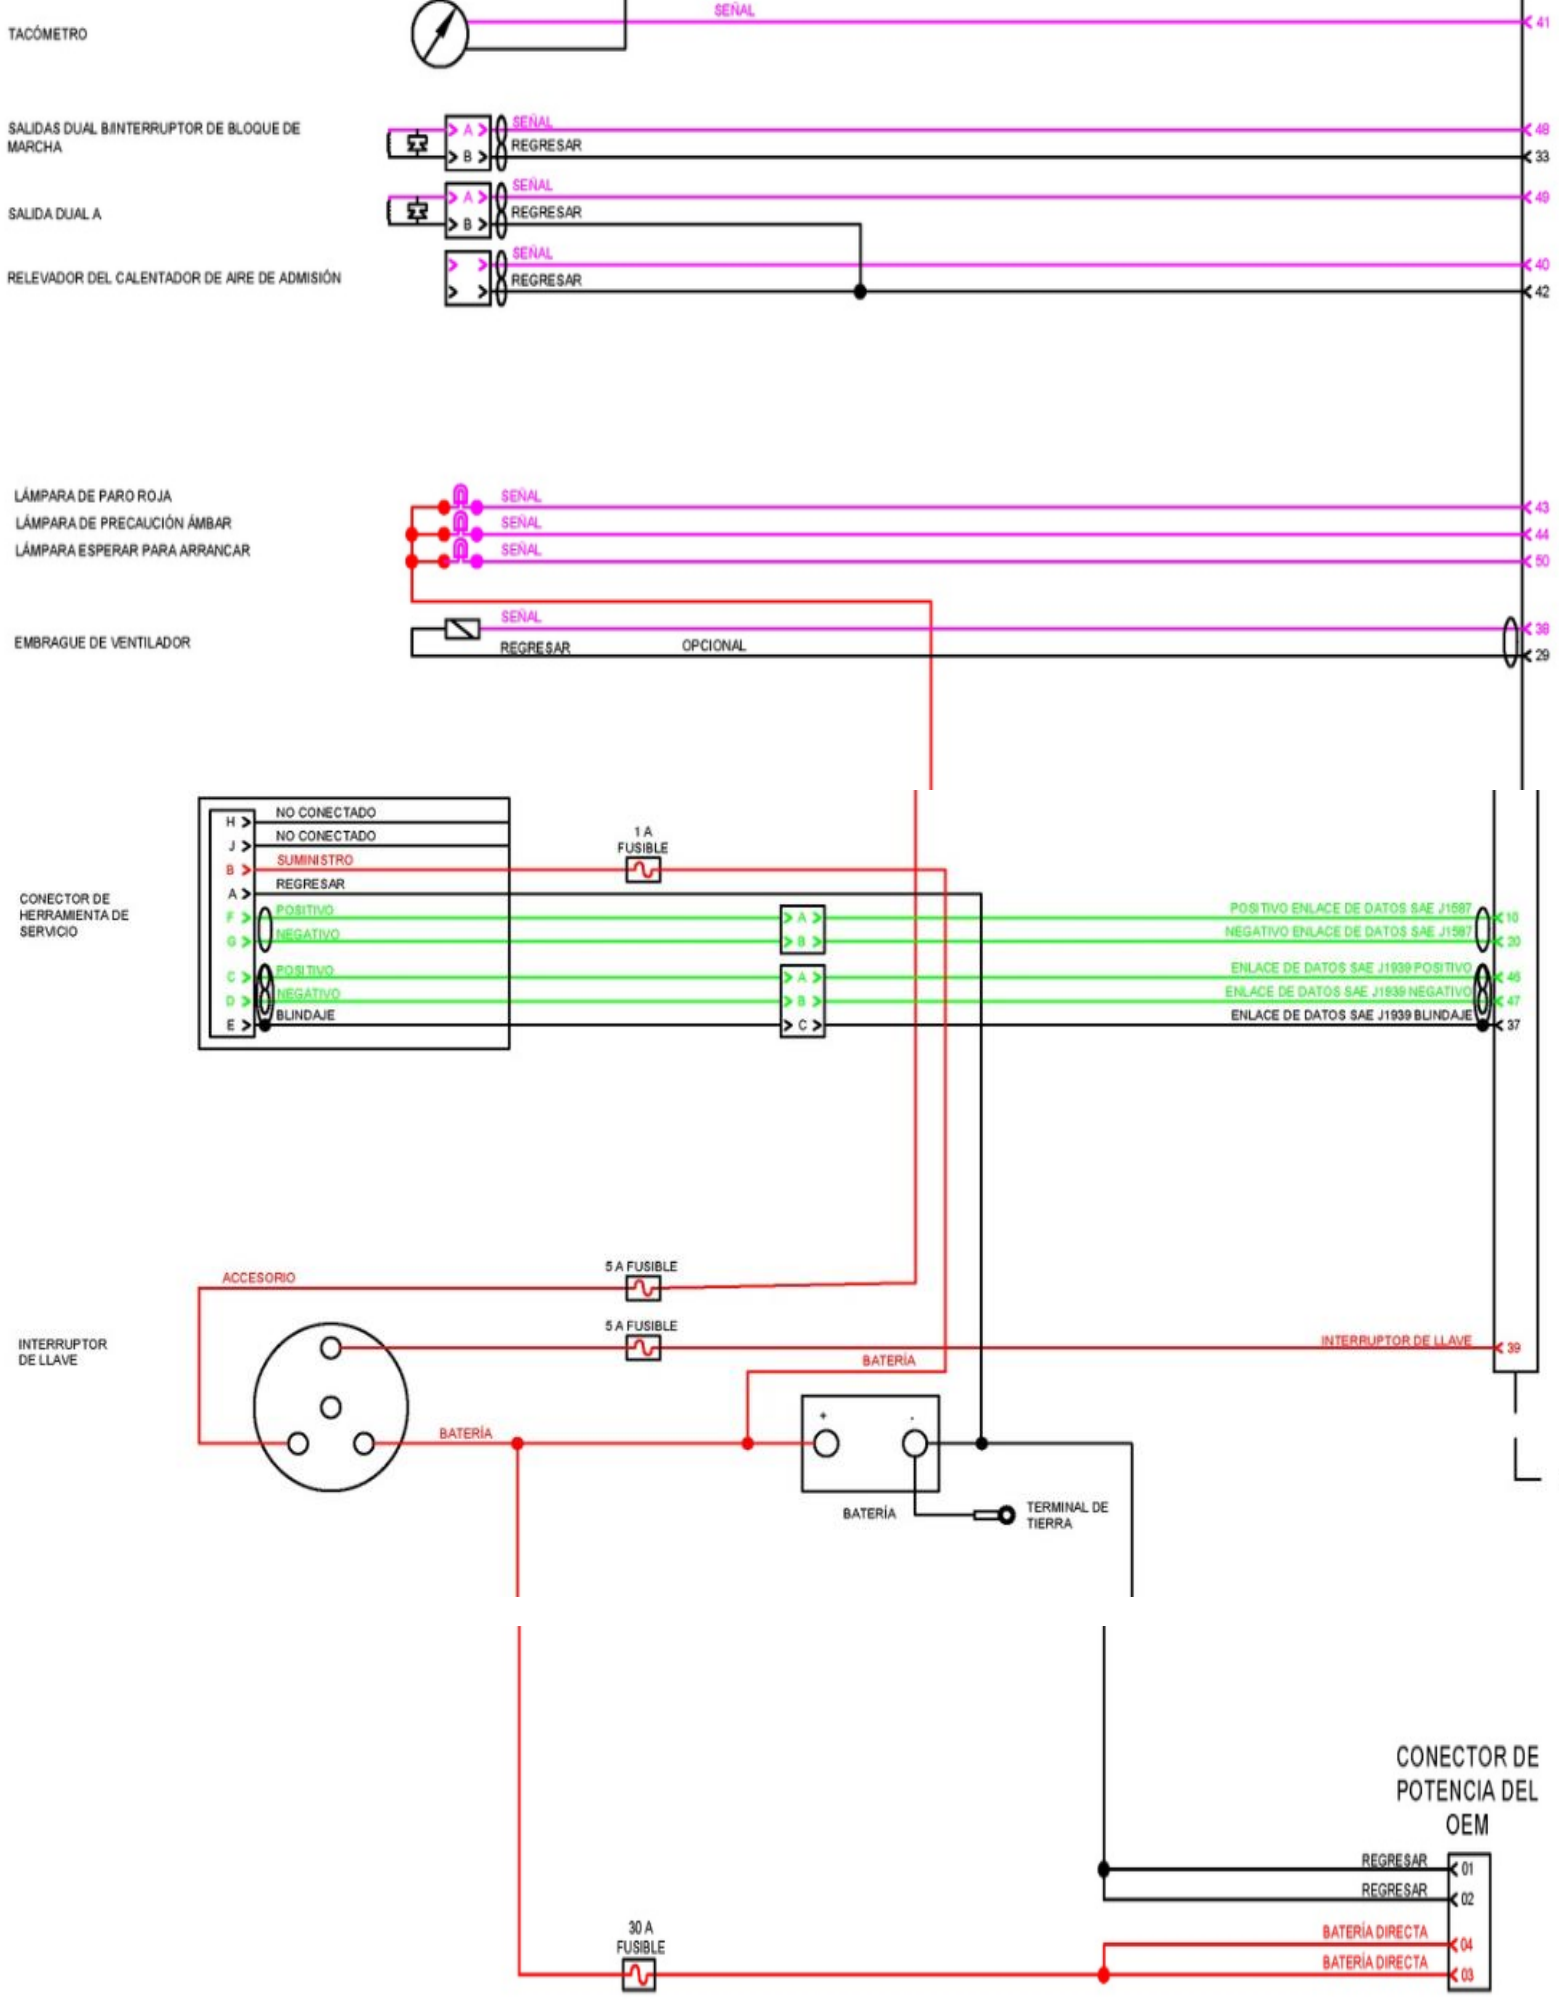 SEÑAL
41
TACÓMETRO
SALIDAS DUAL B/INTERRUPTOR DE BLOQUE DE
MARCHA
A
SEÑAL
48
B
REGRESAR
33
SALIDA DUAL A
A
SEÑAL
49
B
REGRESAR
RELEVADOR DEL CALENTADOR DE AIRE DE ADMISIÓN
SEÑAL
40
REGRESAR
42
LÁMPARA DE PARO ROJA
SEÑAL
43
LÁMPARA DE PRECAUCIÓN ÁMBAR
SEÑAL
44
LÁMPARA ESPERAR PARA ARRANCAR
SEÑAL
50
EMBRAGUE DE VENTILADOR
SEÑAL
38
REGRESAR
OPCIONAL
29
CONECTOR DE
HERRAMIENTA DE
SERVICIO
H
NO CONECTADO
J
NO CONECTADO
B
SUMINISTRO
1 A
FUSIBLE
A
REGRESAR
F
POSITIVO
A
POSITIVO ENLACE DE DATOS SAE J1587
10
G
NEGATIVO
B
NEGATIVO ENLACE DE DATOS SAE J1587
20
C
POSITIVO
A
ENLACE DE DATOS SAE J1939 POSITIVO
46
D
NEGATIVO
B
ENLACE DE DATOS SAE J1939 NEGATIVO
47
E
BLINDAJE
C
ENLACE DE DATOS SAE J1939 BLINDAJE
37
ACCESORIO
5 A FUSIBLE
INTERRUPTOR
DE LLAVE
5 A FUSIBLE
INTERRUPTOR DE LLAVE
39
BATERÍA
BATERÍA
+
-
BATERÍA
TERMINAL DE
TIERRA
CONECTOR DE
POTENCIA DEL
OEM
REGRESAR
01
REGRESAR
02
30 A
FUSIBLE
BATERÍA DIRECTA
04
BATERÍA DIRECTA
03